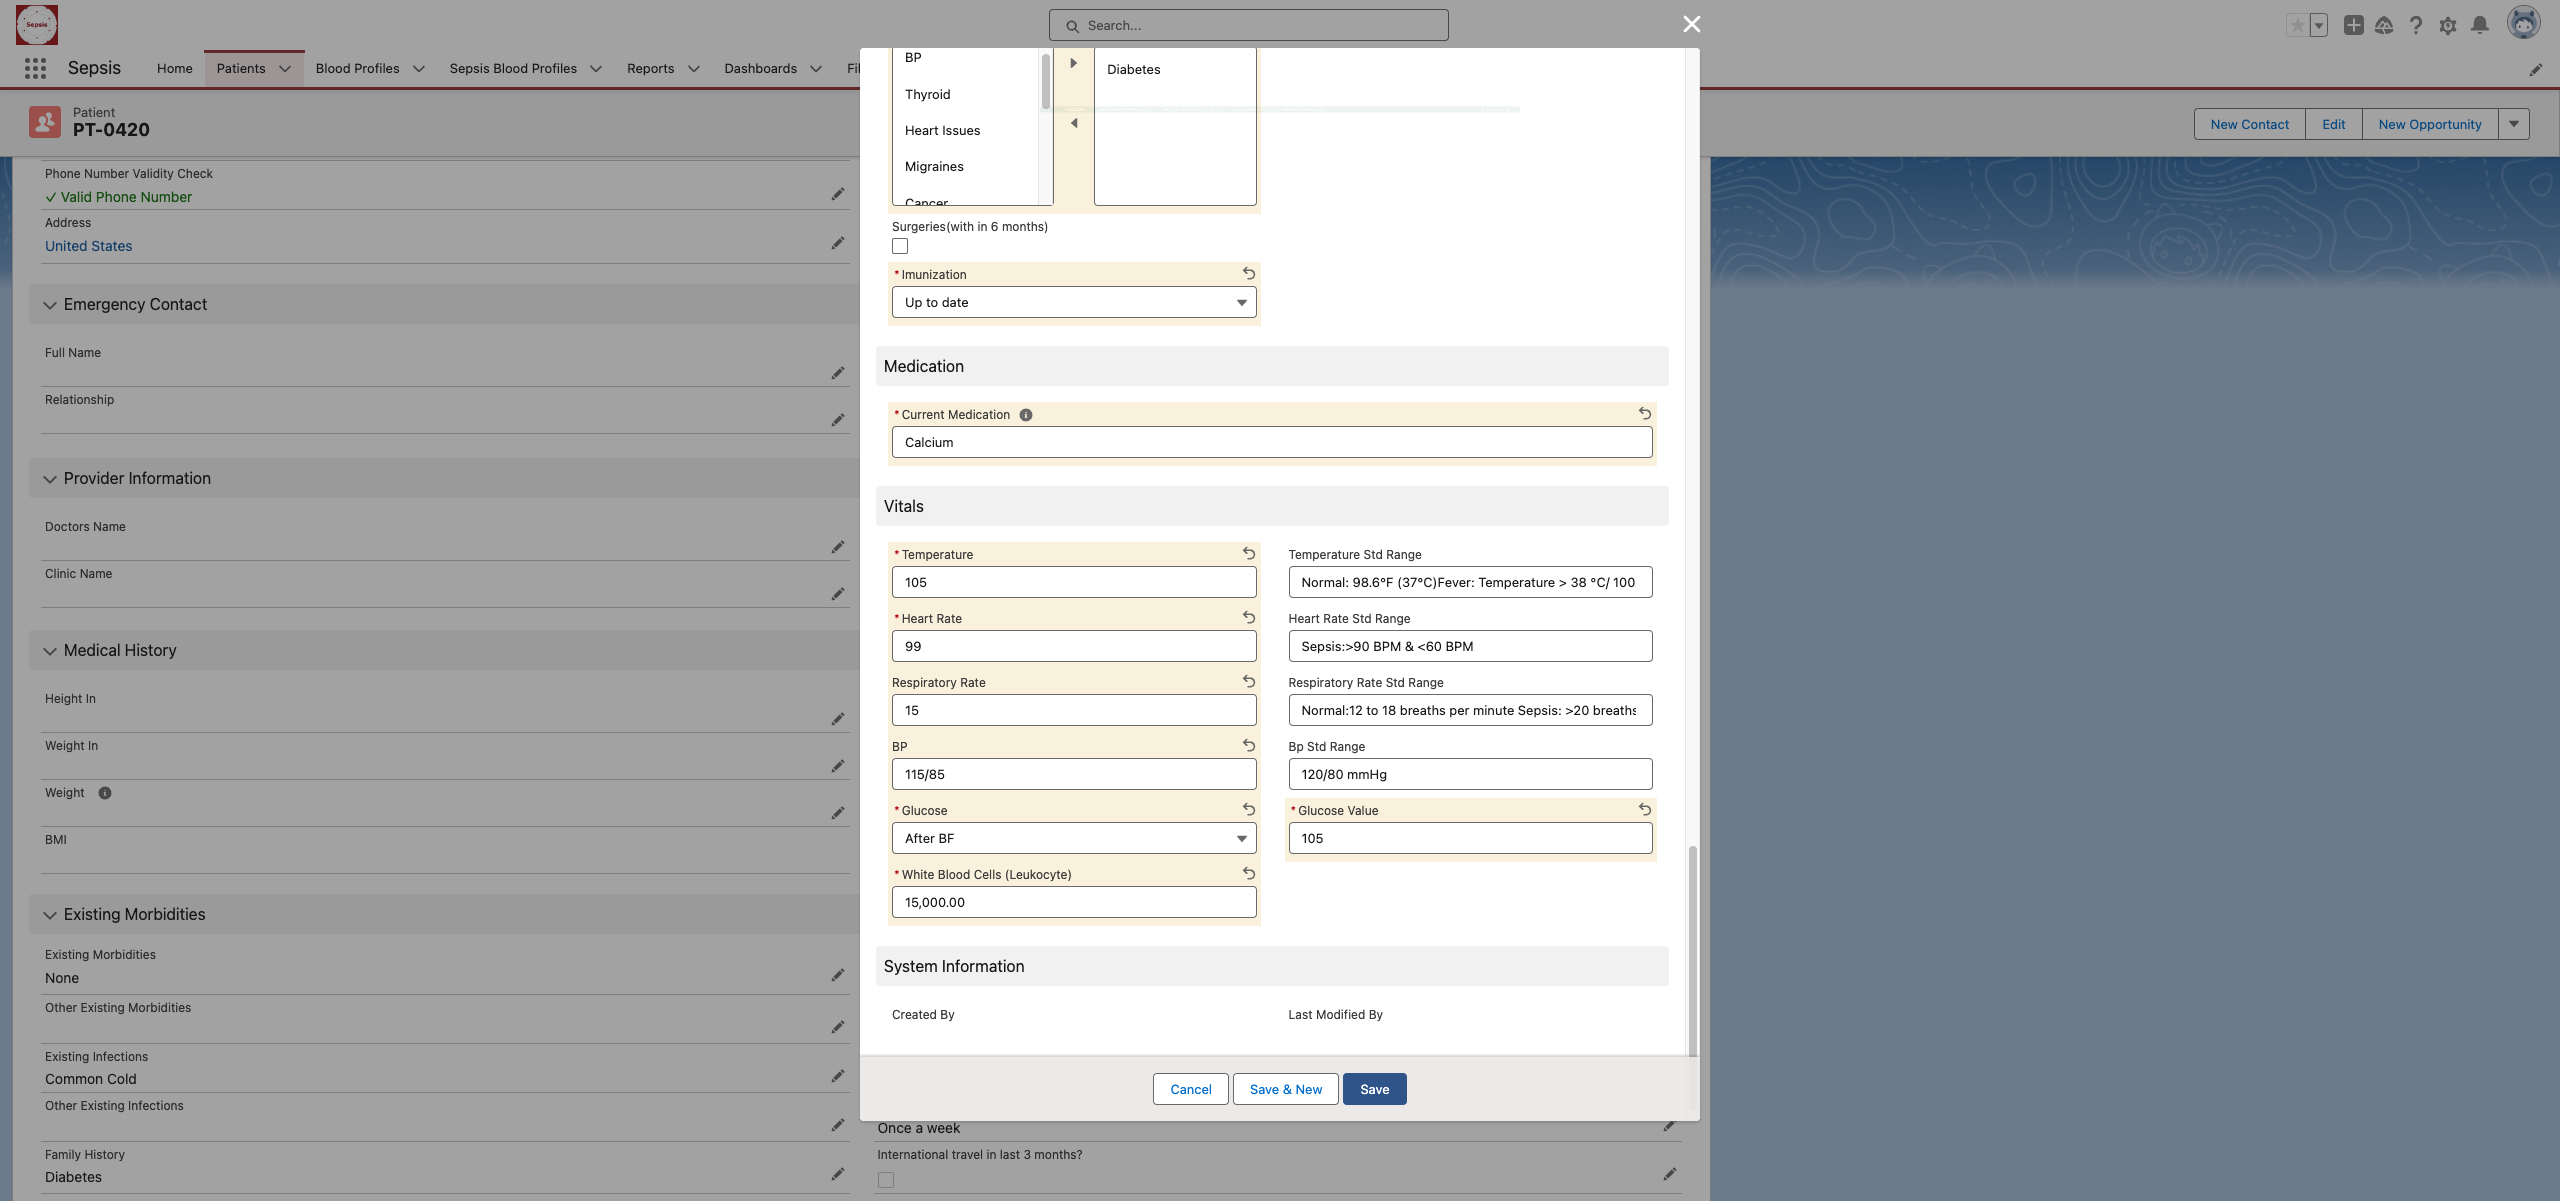 Sepsis
Search...
Sepsis
Home
Patients
Blood Profiles
Sepsis Blood Profiles
Reports
Dashboards
Fil
Patient
PT-0420
New Contact
Edit
New Opportunity
Phone Number Validity Check
✓ Valid Phone Number
Address
United States
Emergency Contact
Full Name
Relationship
Provider Information
Doctors Name
Clinic Name
Medical History
Height In
Weight In
Weight
BMI
Existing Morbidities
Existing Morbidities
None
Other Existing Morbidities
Existing Infections
Common Cold
Other Existing Infections
Family History
Diabetes
BP
Thyroid
Heart Issues
Migraines
Cancer
Diabetes
Surgeries(with in 6 months)
* Imunization
Up to date
Medication
* Current Medication
Calcium
Vitals
* Temperature
105
Temperature Std Range
Normal: 98.6°F (37°C)Fever: Temperature > 38 °C/ 100
* Heart Rate
99
Heart Rate Std Range
Sepsis:>90 BPM & <60 BPM
Respiratory Rate
15
Respiratory Rate Std Range
Normal:12 to 18 breaths per minute Sepsis: >20 breaths
BP
115/85
Bp Std Range
120/80 mmHg
* Glucose
After BF
* Glucose Value
105
* White Blood Cells (Leukocyte)
15,000.00
System Information
Created By
Last Modified By
Cancel
Save & New
Save
Once a week
International travel in last 3 months?